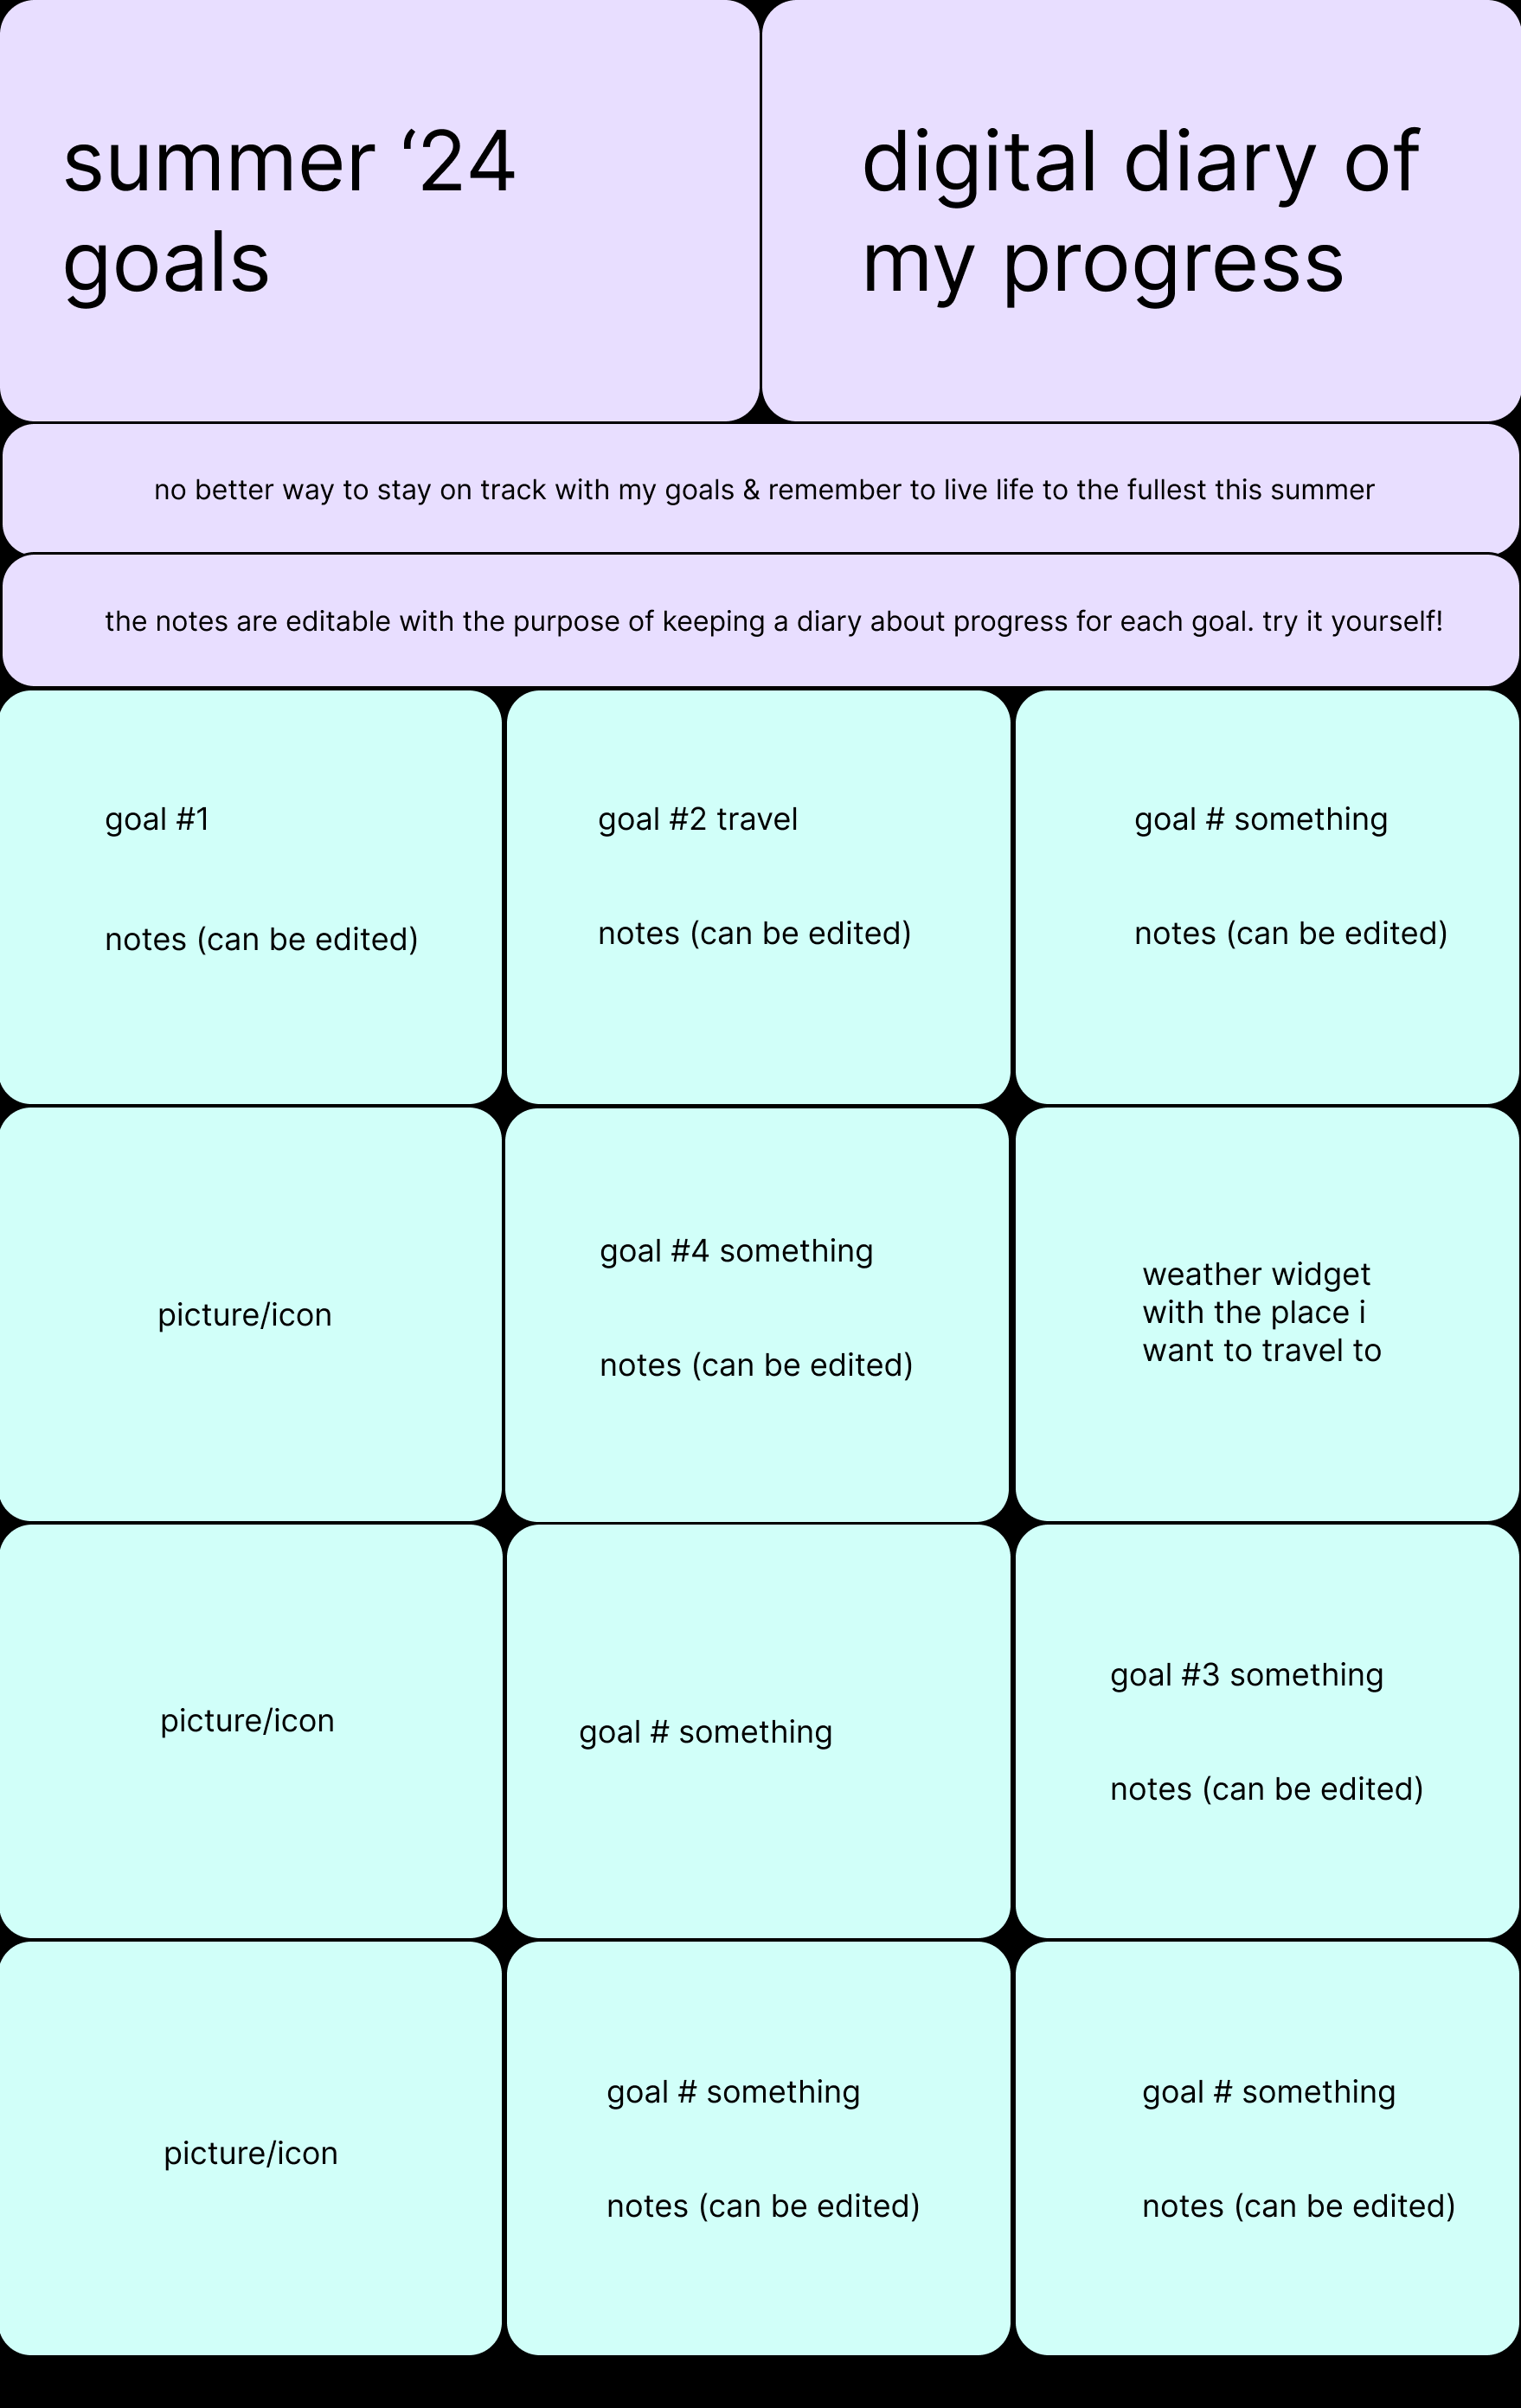 summer ‘24
goals
digital diary of
my progress
no better way to stay on track with my goals & remember to live life to the fullest this summer
the notes are editable with the purpose of keeping a diary about progress for each goal. try it yourself!
goal #1
notes (can be edited)
goal #2 travel
notes (can be edited)
goal # something
notes (can be edited)
picture/icon
goal #4 something
notes (can be edited)
weather widget
with the place i
want to travel to
picture/icon
goal # something
goal #3 something
notes (can be edited)
picture/icon
goal # something
notes (can be edited)
goal # something
notes (can be edited)